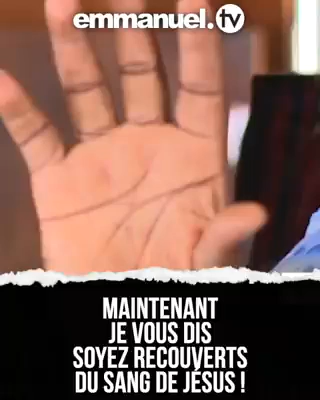 emmanuel.tv
MAINTENANT
JE VOUS DIS
SOYEZ RECOUVERTS
DU SANG DE JÉSUS !